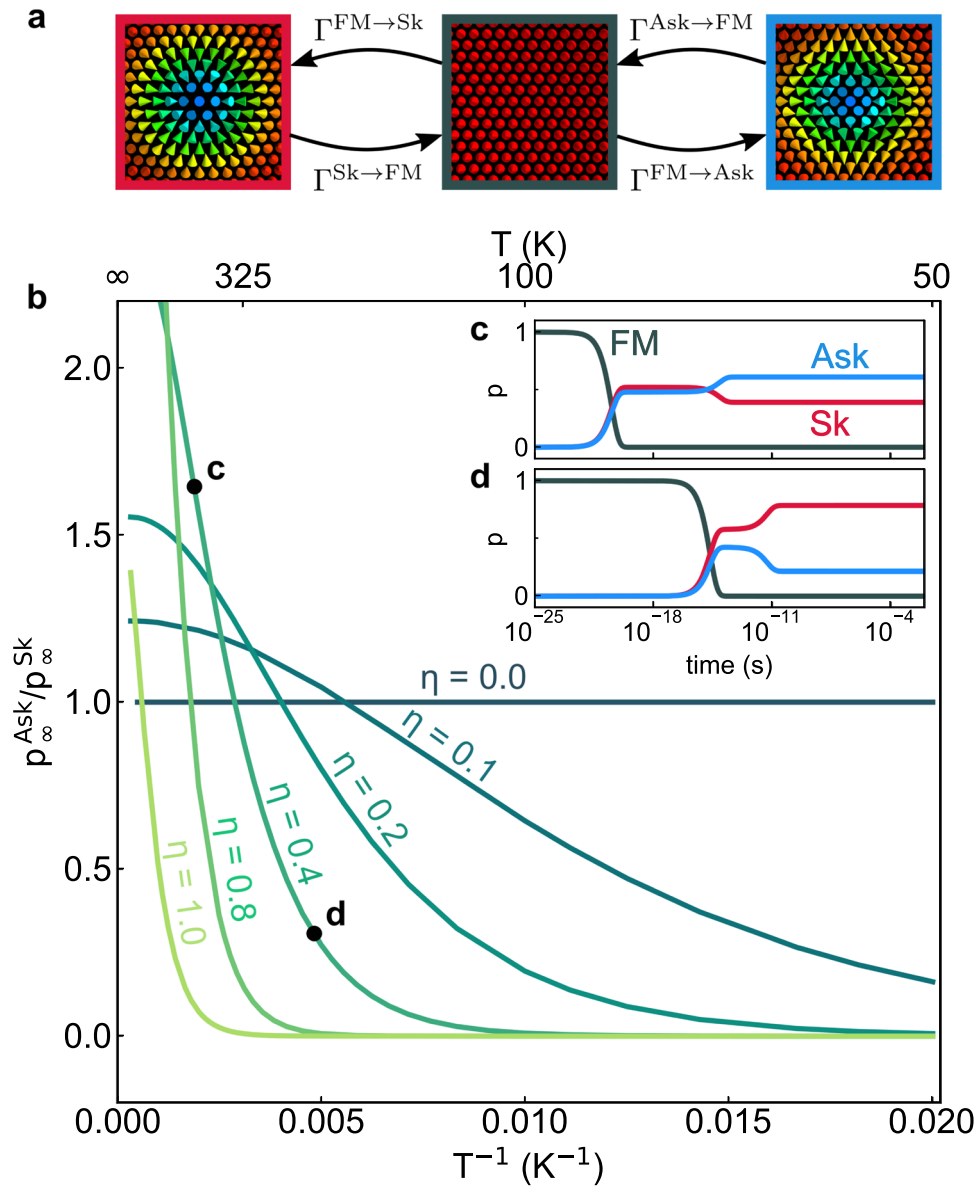 a
Γ^FM→Sk
Γ^Ask→FM
Γ^Sk→FM
Γ^FM→Ask
T (K)
∞ 325 100 50
b
2.0
1.5
1.0
0.5
0.0
p∞^Ask/p∞^Sk
c
d
η = 0.0
η = 0.1
η = 0.2
η = 0.4
η = 0.8
η = 1.0
c
1
0
p
FM
Ask
Sk
d
1
0
p
10^−25 10^−18 10^−11 10^−4
time (s)
0.000 0.005 0.010 0.015 0.020
T^−1 (K^−1)